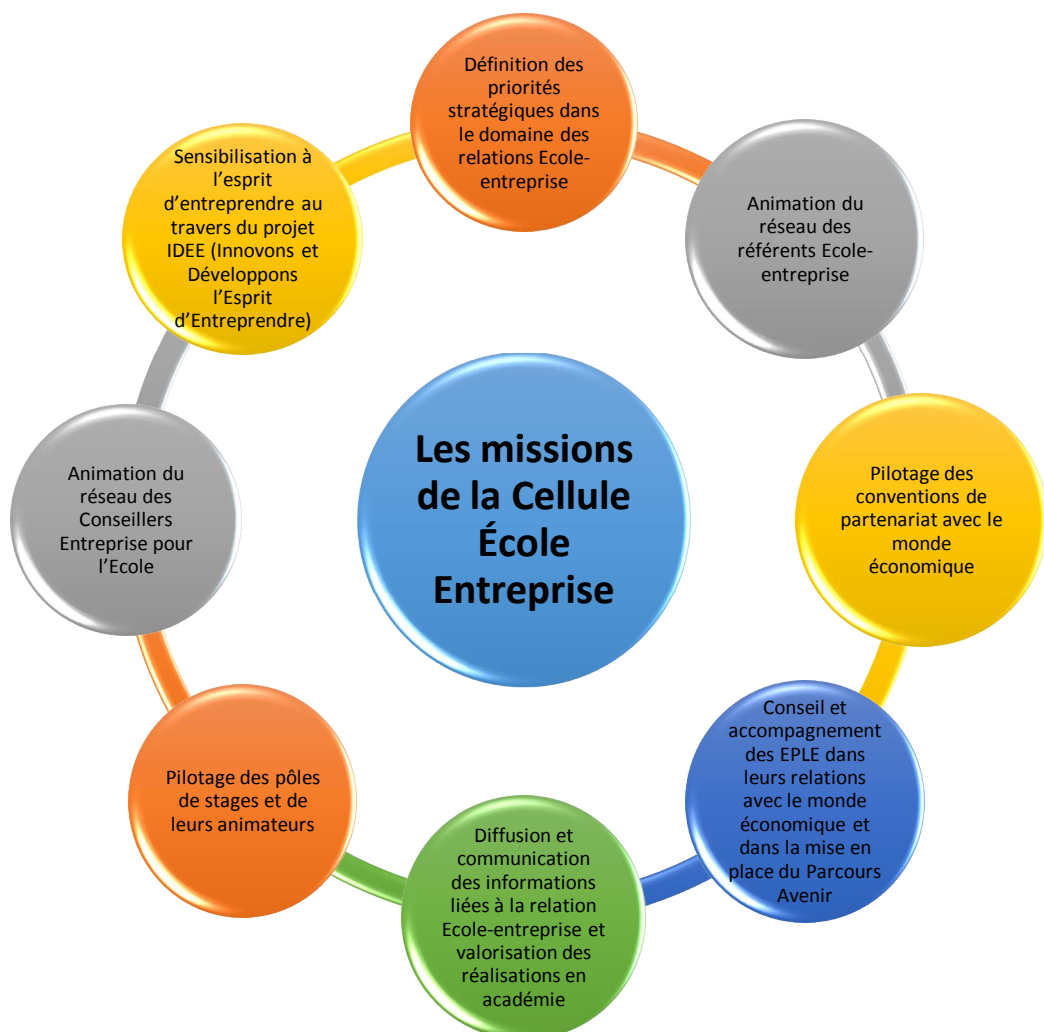 Définition des
priorités
stratégiques dans
le domaine des
relations Ecole-
entreprise
Animation du
réseau des
référents Ecole-
entreprise
Pilotage des
conventions de
partenariat avec le
monde
économique
Conseil et
accompagnement
des EPLE dans
leurs relations
avec le monde
économique et
dans la mise en
place du Parcours
Avenir
Diffusion et
communication
des informations
liées à la relation
Ecole-entreprise et
valorisation des
réalisations en
académie
Pilotage des pôles
de stages et de
leurs animateurs
Animation du
réseau des
Conseillers
Entreprise pour
l'Ecole
Sensibilisation à
l'esprit
d'entreprendre au
travers du projet
IDEE (Innovons et
Développons
l'Esprit
d'Entreprendre)
Les missions
de la Cellule
École
Entreprise